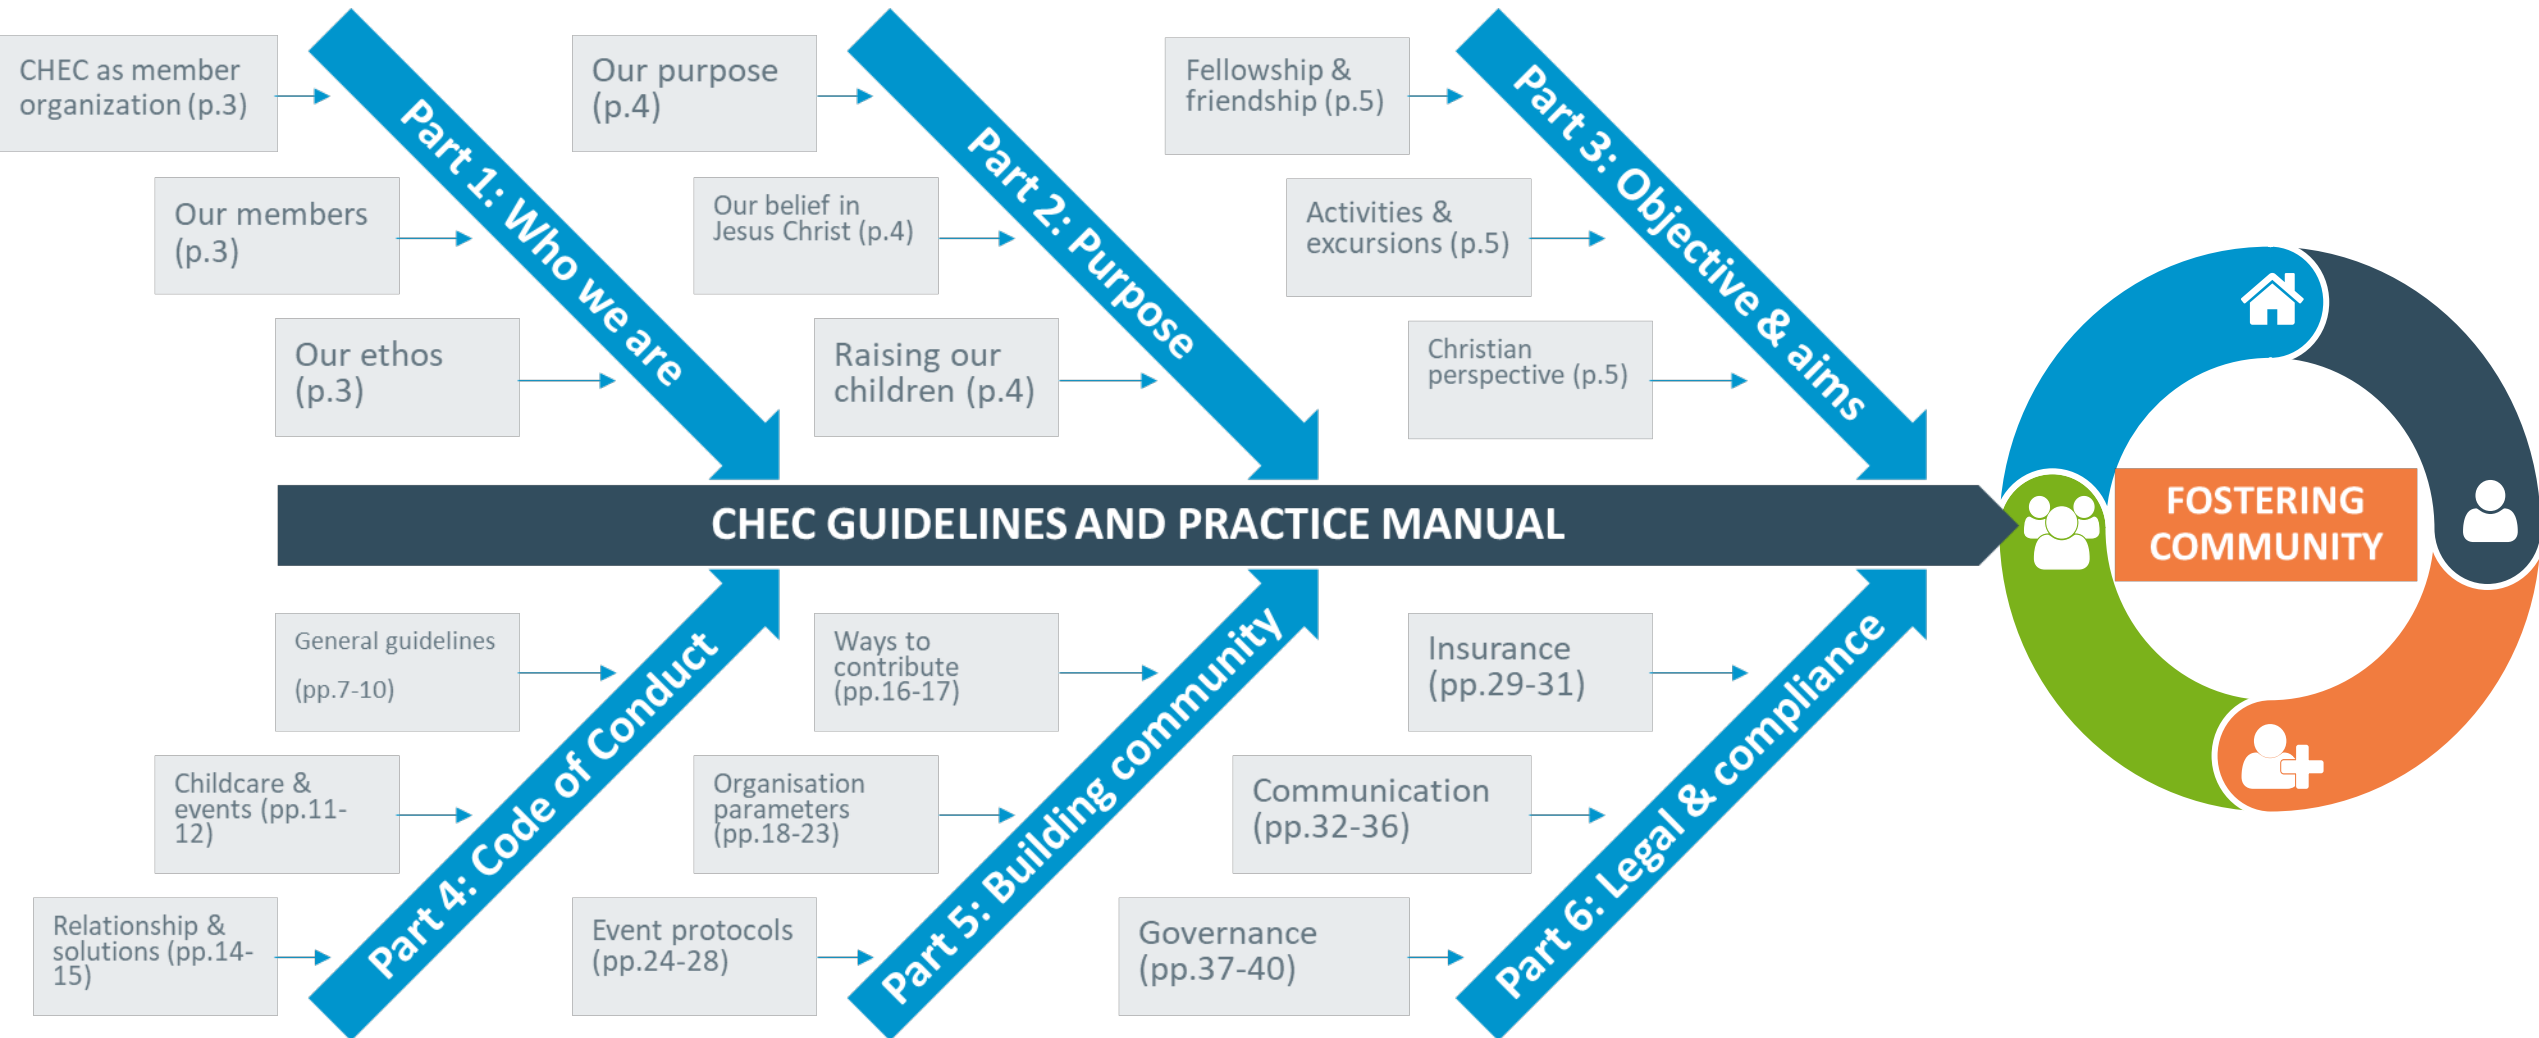 CHEC as member
organization (p.3)
Our members
(p.3)
Our ethos
(p.3)
Part 1: Who we are
Our purpose
(p.4)
Our belief in
Jesus Christ (p.4)
Raising our
children (p.4)
Part 2: Purpose
Fellowship &
friendship (p.5)
Activities &
excursions (p.5)
Christian
perspective (p.5)
Part 3: Objective & aims
CHEC GUIDELINES AND PRACTICE MANUAL
FOSTERING
COMMUNITY
General guidelines
(pp.7-10)
Childcare &
events (pp.11-
12)
Relationship &
solutions (pp.14-
15)
Part 4: Code of Conduct
Ways to
contribute
(pp.16-17)
Organisation
parameters
(pp.18-23)
Event protocols
(pp.24-28)
Part 5: Building community
Insurance
(pp.29-31)
Communication
(pp.32-36)
Governance
(pp.37-40)
Part 6: Legal & compliance